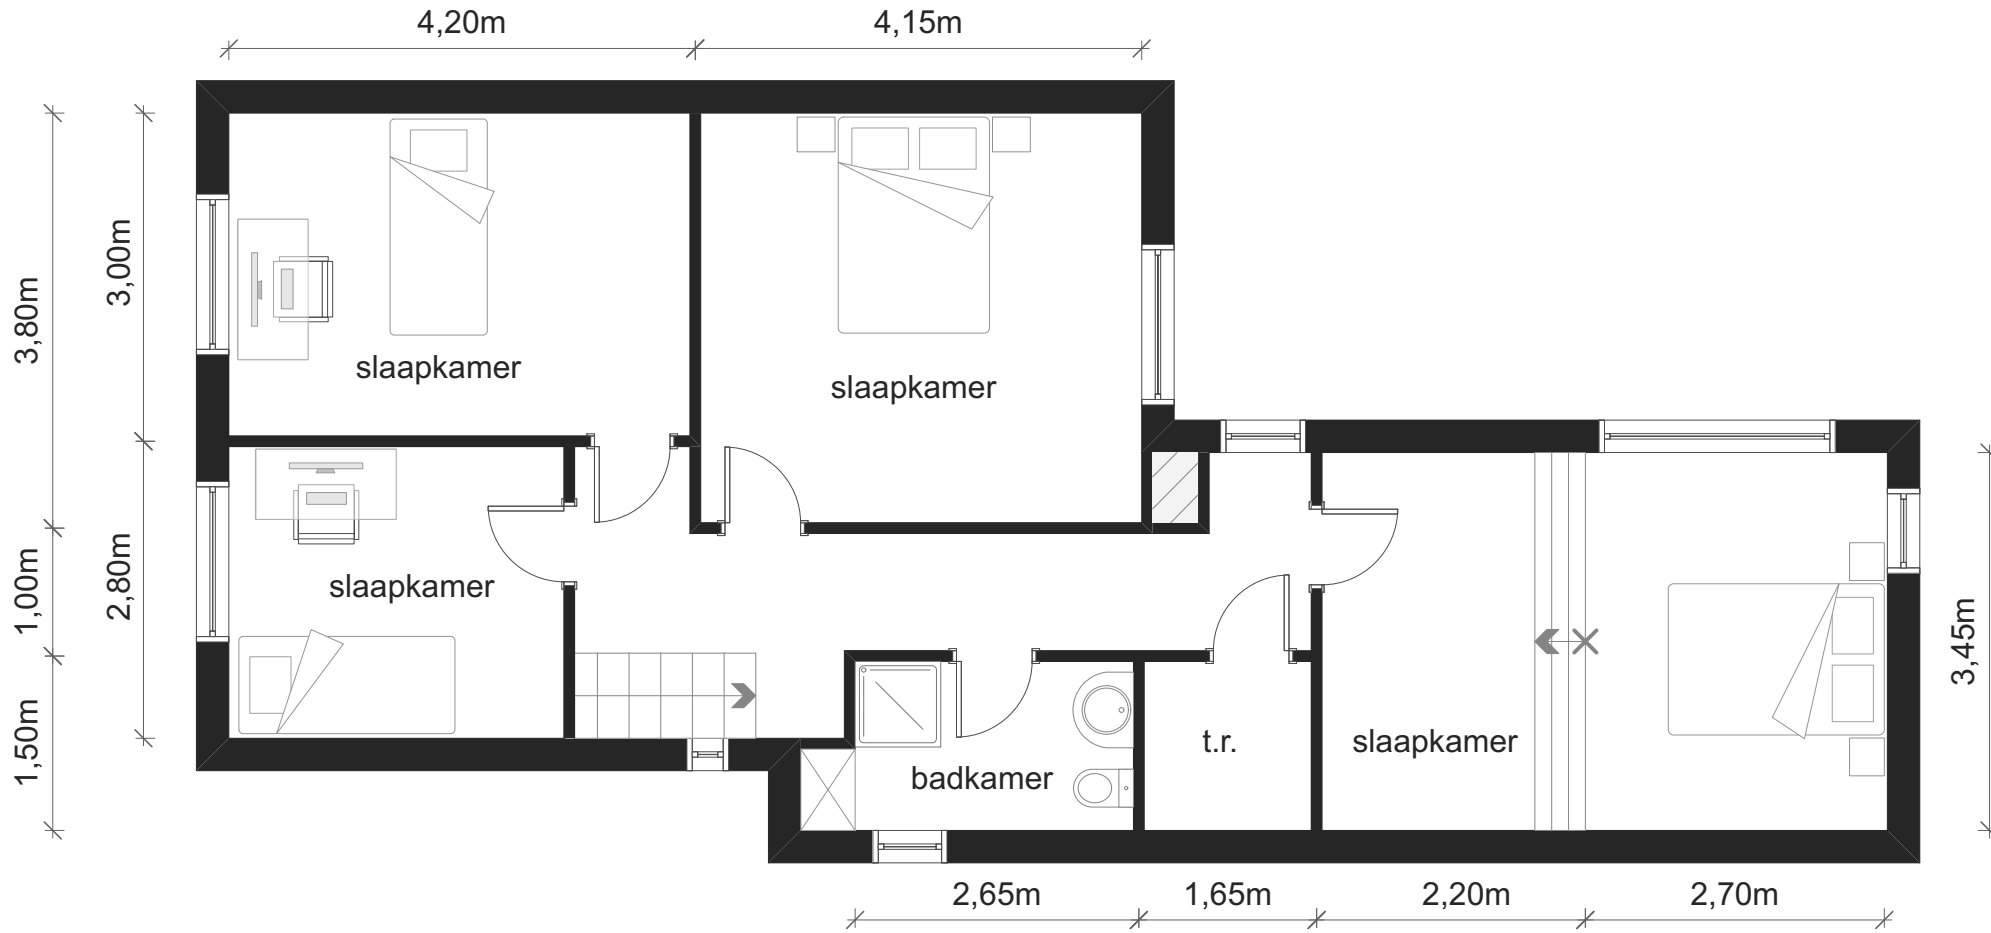 4,20m
4,15m
3,80m
3,00m
slaapkamer
slaapkamer
1,00m
2,80m
slaapkamer
3,45m
1,50m
badkamer
t.r.
slaapkamer
2,65m
1,65m
2,20m
2,70m